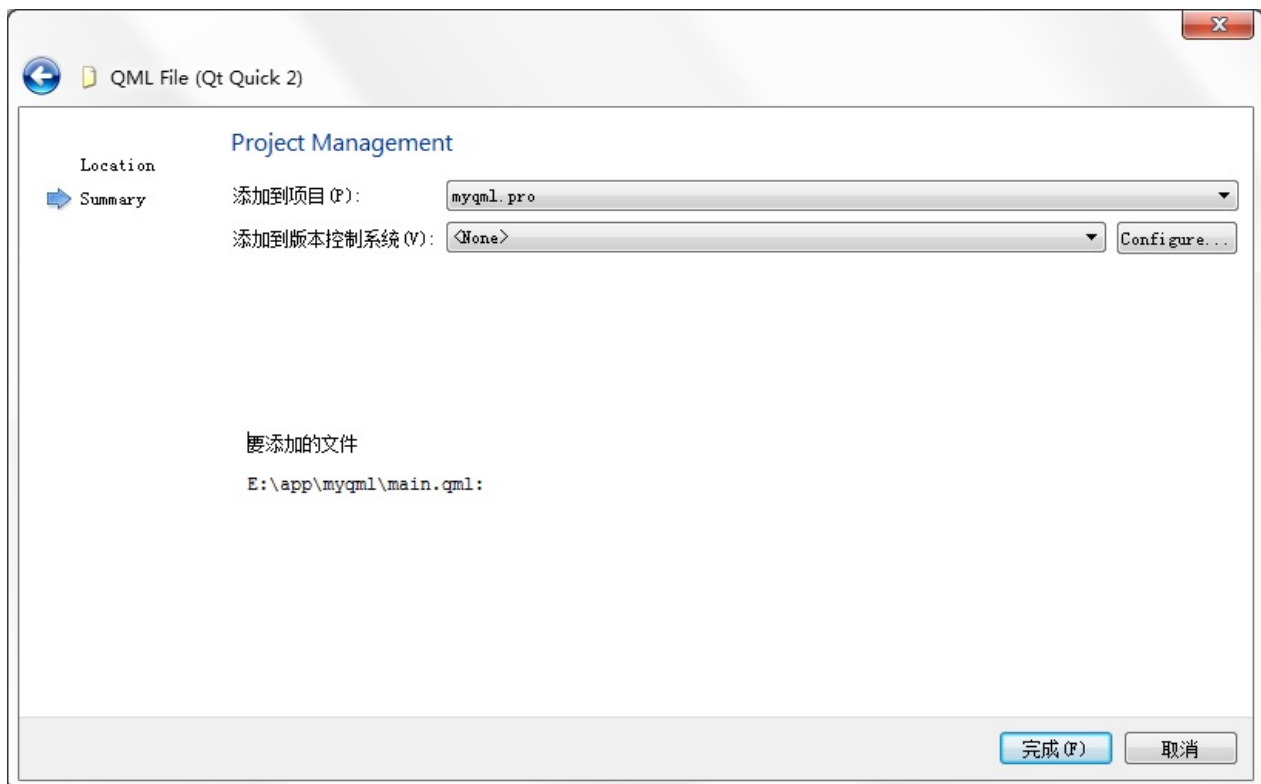 QML File (Qt Quick 2)
Project Management
Location
Summary
添加到项目(P):
myqml.pro
添加到版本控制系统(V):
<None>
Configure...
要添加的文件
E:\app\myqml\main.qml:
完成(F)
取消